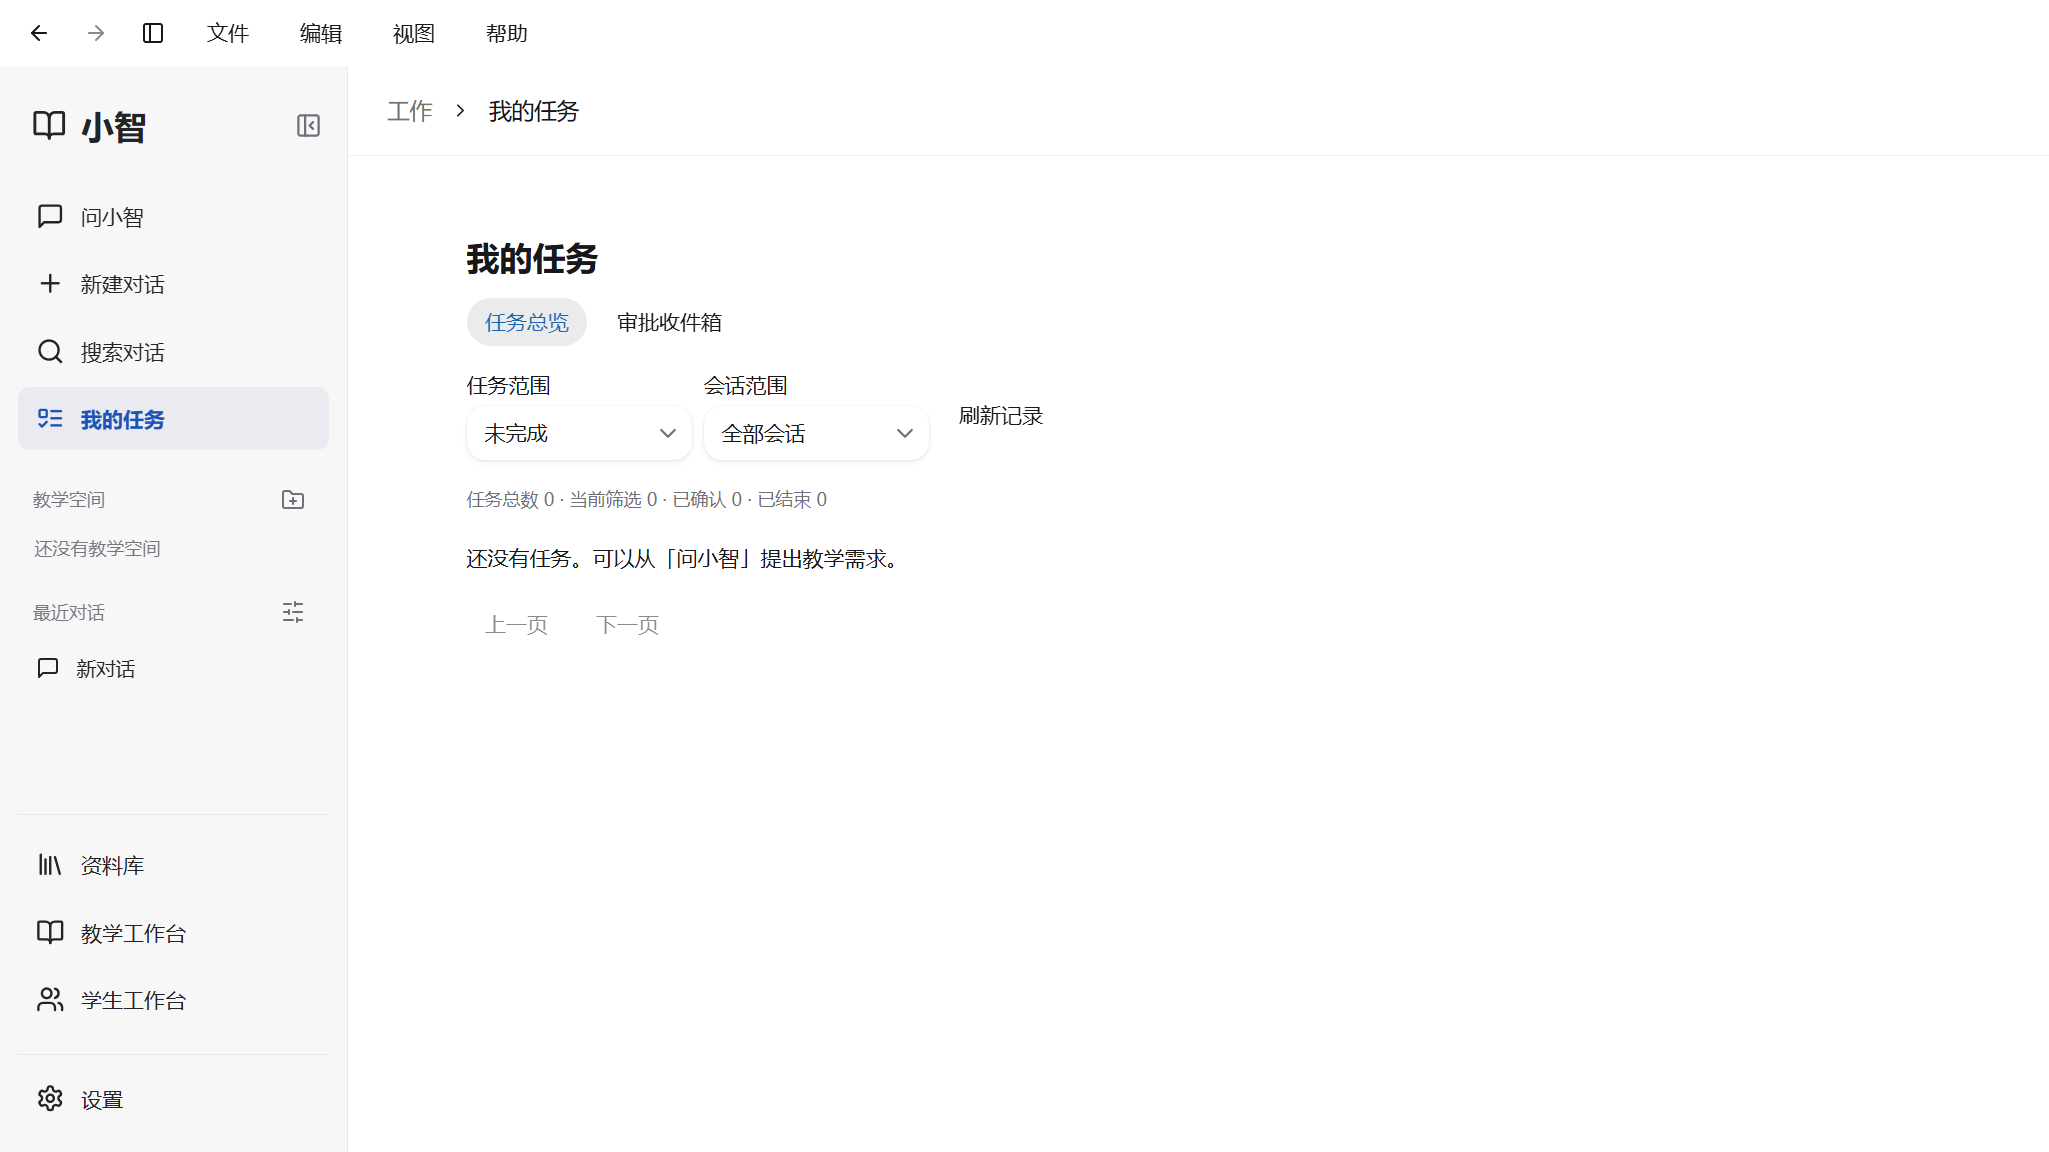 文件 编辑 视图 帮助
小智
问小智
新建对话
搜索对话
我的任务
教学空间
还没有教学空间
最近对话
新对话
资料库
教学工作台
学生工作台
设置
工作 > 我的任务
我的任务
任务总览 审批收件箱
任务范围 会话范围
未完成 全部会话 刷新记录
任务总数 0 · 当前筛选 0 · 已确认 0 · 已结束 0
还没有任务。可以从「问小智」提出教学需求。
上一页 下一页